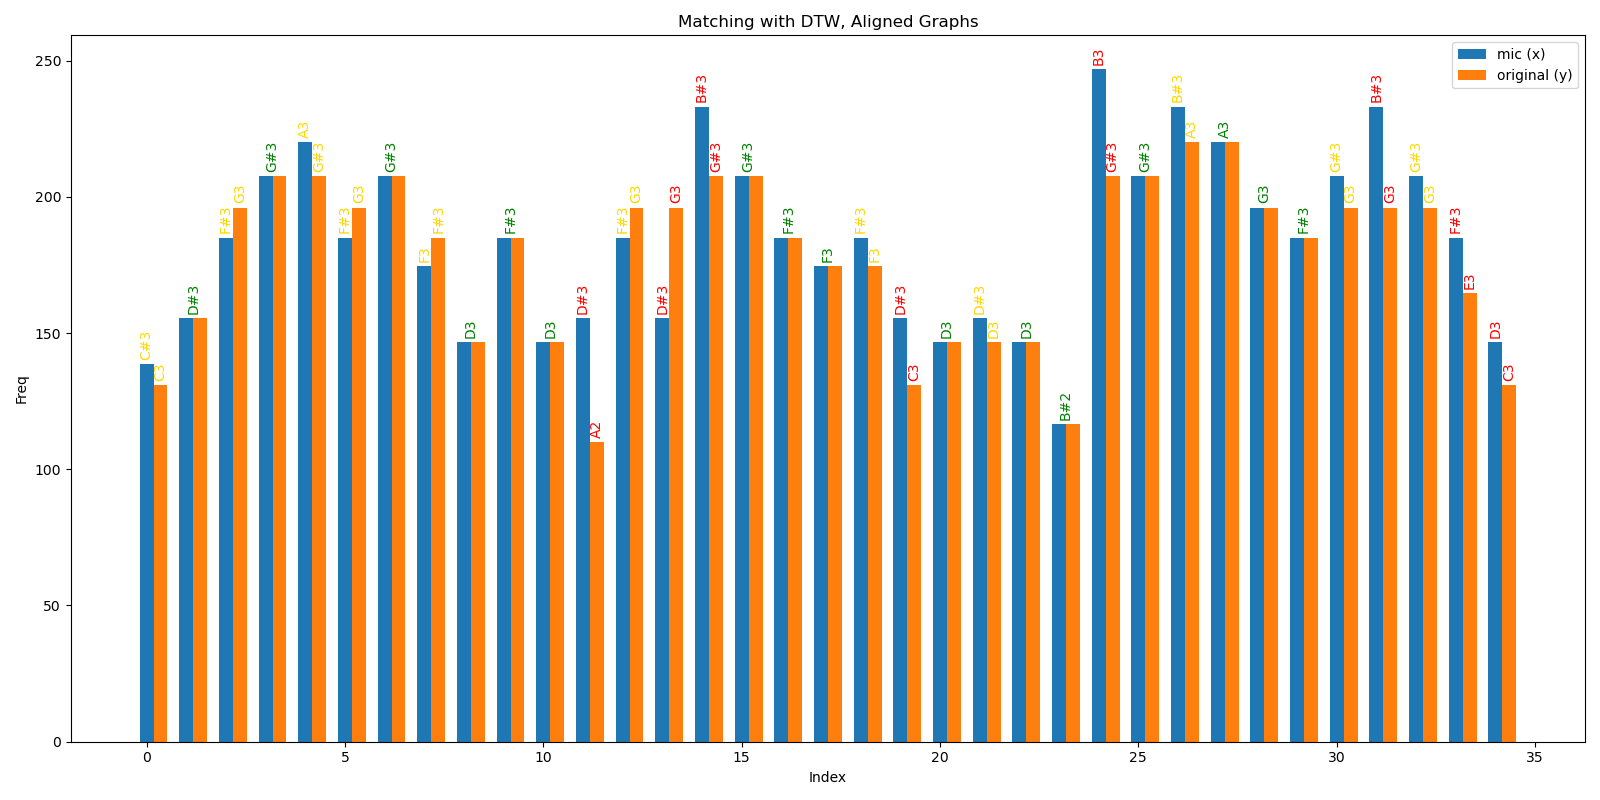 Matching with DTW, Aligned Graphs
mic (x)
original (y)
Freq
250
200
150
100
50
0
C#3
C3
D#3
F#3
G3
G#3
A3
G#3
F#3
G3
G#3
F3
F#3
D3
F#3
D3
D#3
A2
F#3
G3
D#3
G3
B#3
G#3
G#3
F#3
F3
F#3
F3
D#3
C3
D3
D#3
D3
D3
B#2
B3
G#3
G#3
B#3
A3
A3
G3
F#3
G#3
G3
B#3
G3
G#3
G3
F#3
E3
D3
C3
0
5
10
15
20
25
30
35
Index